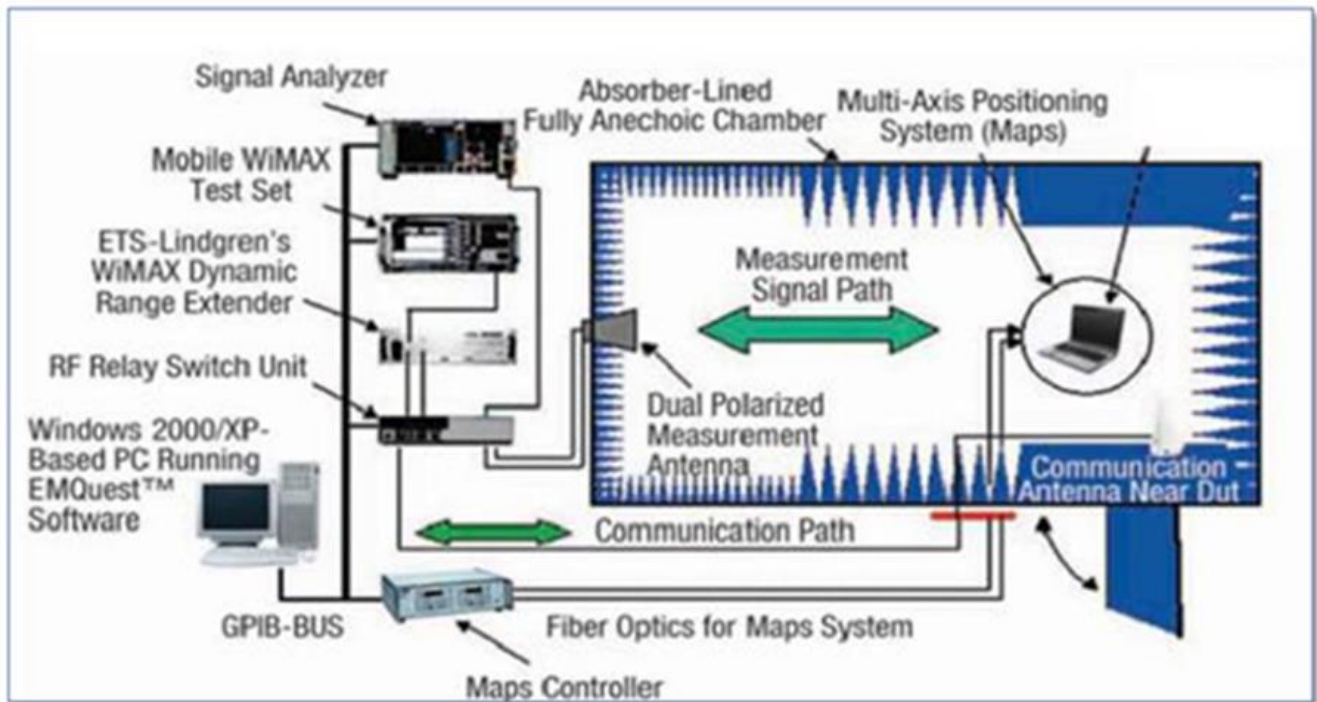 Signal Analyzer
Mobile WiMAX
Test Set
ETS-Lindgren's
WiMAX Dynamic
Range Extender
RF Relay Switch Unit
Windows 2000/XP-
Based PC Running
EMQuest™
Software
GPIB-BUS
Maps Controller
Absorber-Lined
Fully Anechoic Chamber
Multi-Axis Positioning
System (Maps)
Measurement
Signal Path
Dual Polarized
Measurement
Antenna
Communication
Antenna Near Dut
Communication Path
Fiber Optics for Maps System